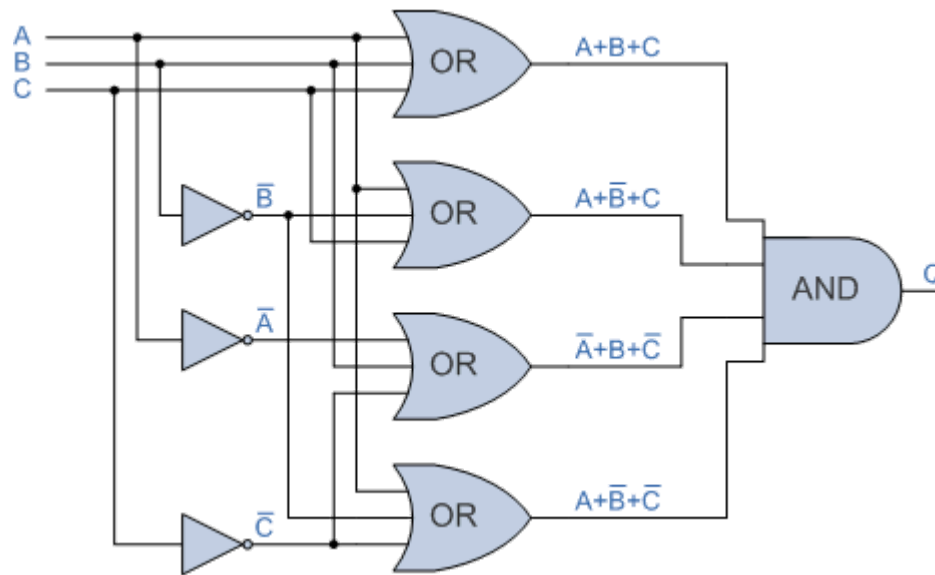 A
B
C
OR
A+B+C
B̅
OR
A+B̅+C
A̅
OR
A̅+B+C̅
C̅
OR
A+B̅+C̅
AND
Q